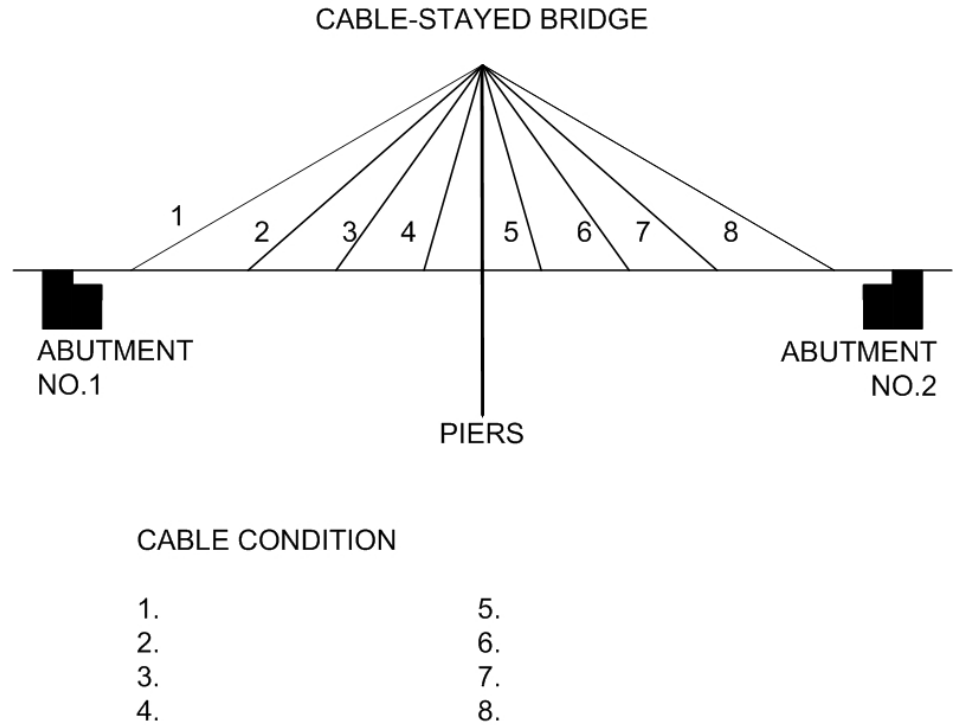 CABLE-STAYED BRIDGE
1 2 3 4 5 6 7 8
ABUTMENT
NO.1
ABUTMENT
NO.2
PIERS
CABLE CONDITION
1.
2.
3.
4.
5.
6.
7.
8.